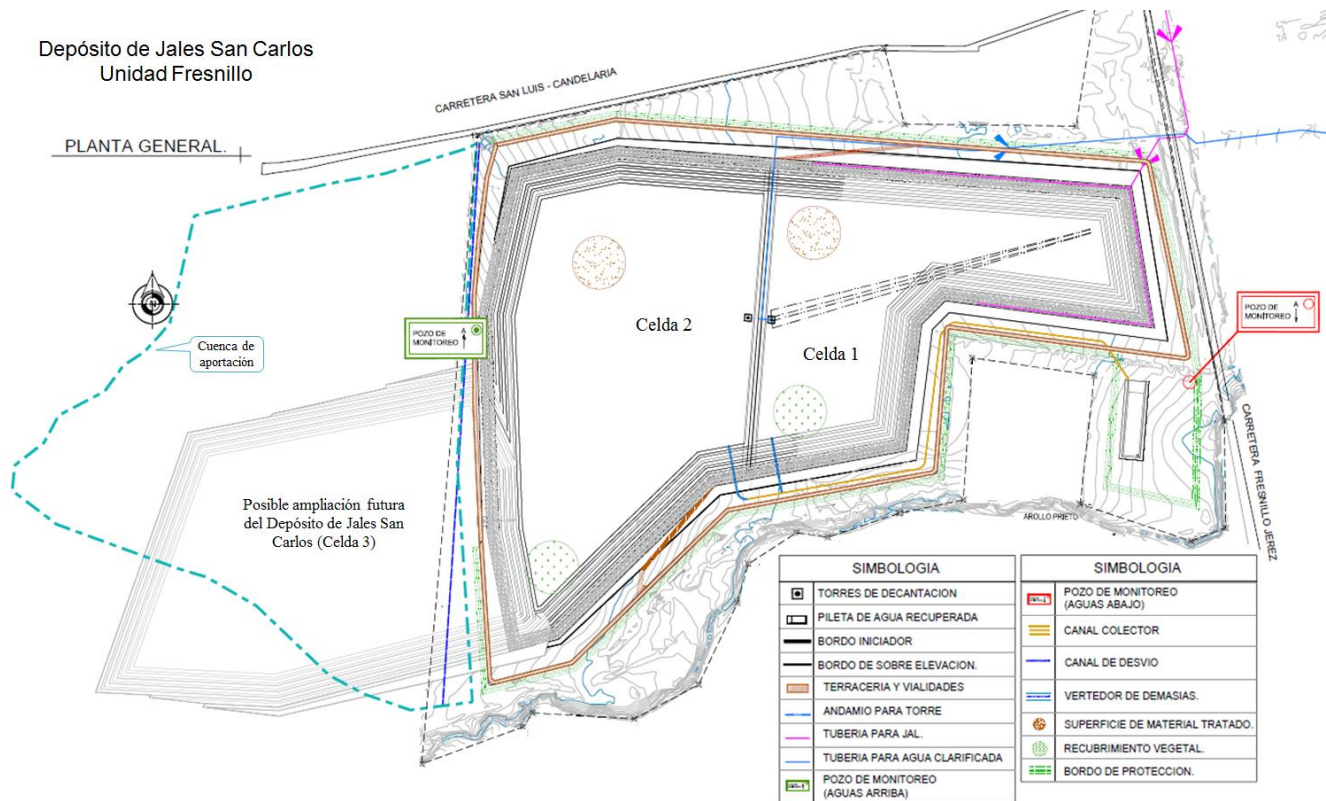 Depósito de Jales San Carlos
Unidad Fresnillo
PLANTA GENERAL.
CARRETERA SAN LUIS - CANDELARIA
Celda 2
Celda 1
POZO DE
MONITOREO
A
POZO DE
MONITOREO
A
Cuenca de
aportación
Posible ampliación futura
del Depósito de Jales San
Carlos (Celda 3)
CARRETERA FRESNILLO JEREZ
AROLLO PRIETO
SIMBOLOGIA
TORRES DE DECANTACION
PILETA DE AGUA RECUPERADA
BORDO INICIADOR
BORDO DE SOBRE ELEVACION.
TERRACERIA Y VIALIDADES
ANDAMIO PARA TORRE
TUBERIA PARA JAL.
TUBERIA PARA AGUA CLARIFICADA
POZO DE MONITOREO
(AGUAS ARRIBA)
SIMBOLOGIA
POZO DE MONITOREO
(AGUAS ABAJO)
CANAL COLECTOR
CANAL DE DESVIO
VERTEDOR DE DEMASIAS.
SUPERFICIE DE MATERIAL TRATADO.
RECUBRIMIENTO VEGETAL.
BORDO DE PROTECCION.